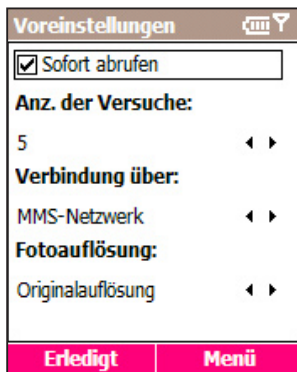 Voreinstellungen
Sofort abrufen
Anz. der Versuche:
5
Verbindung über:
MMS-Netzwerk
Fotoauflösung:
Originalauflösung
Erledigt Menü